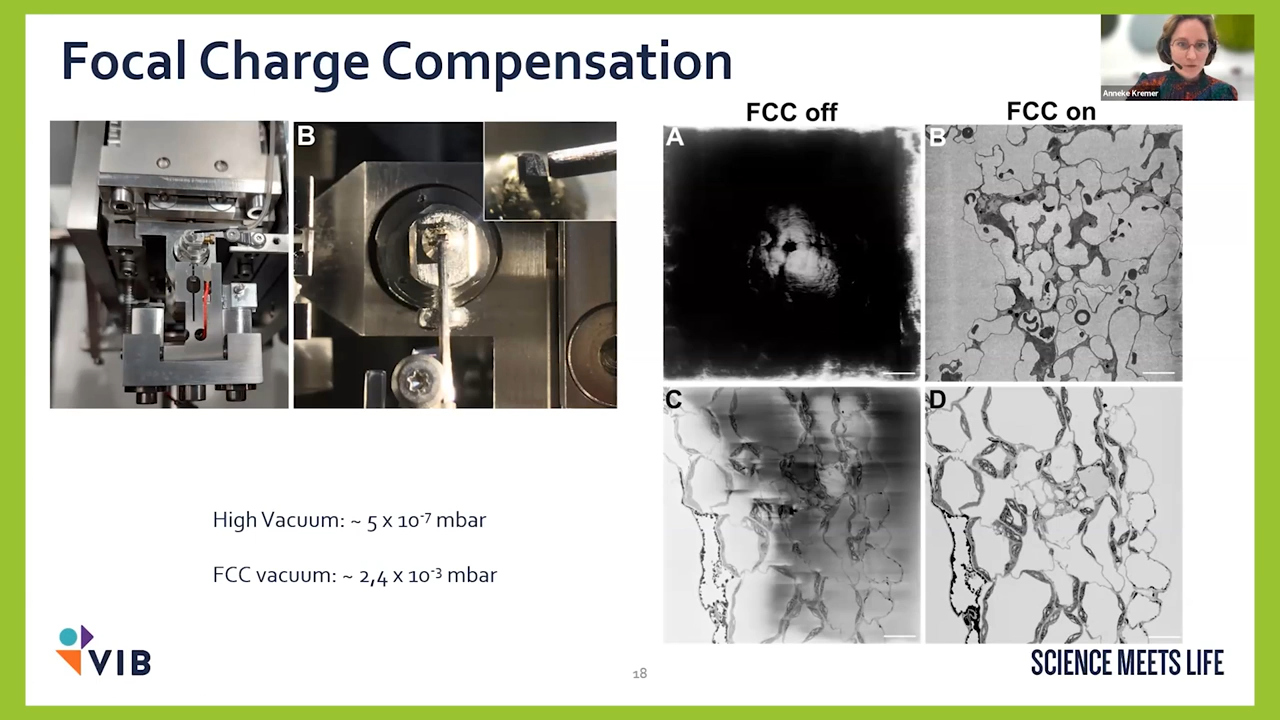 Focal Charge Compensation
Anneke Kremer
FCC off
FCC on
B
A
B
C
D
High Vacuum: ~ 5 x 10⁻⁷ mbar
FCC vacuum: ~ 2,4 x 10⁻³ mbar
VIB
18
SCIENCE MEETS LIFE